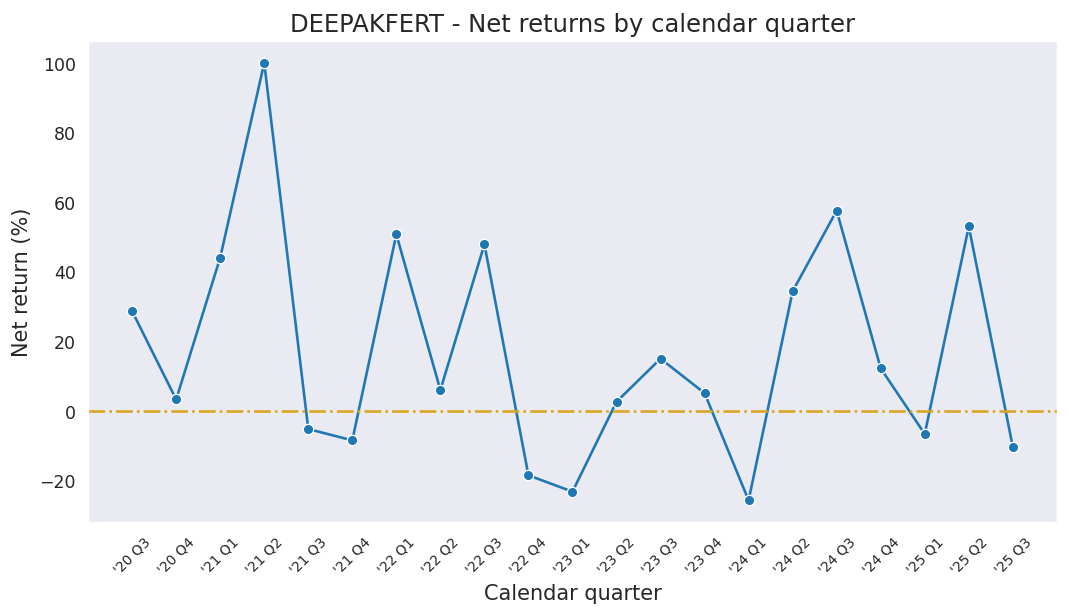 DEEPAKFERT - Net returns by calendar quarter
Net return (%)
100
80
60
40
20
0
−20
'20 Q3
'20 Q4
'21 Q1
'21 Q2
'21 Q3
'21 Q4
'22 Q1
'22 Q2
'22 Q3
'22 Q4
'23 Q1
'23 Q2
'23 Q3
'23 Q4
'24 Q1
'24 Q2
'24 Q3
'24 Q4
'25 Q1
'25 Q2
'25 Q3
Calendar quarter